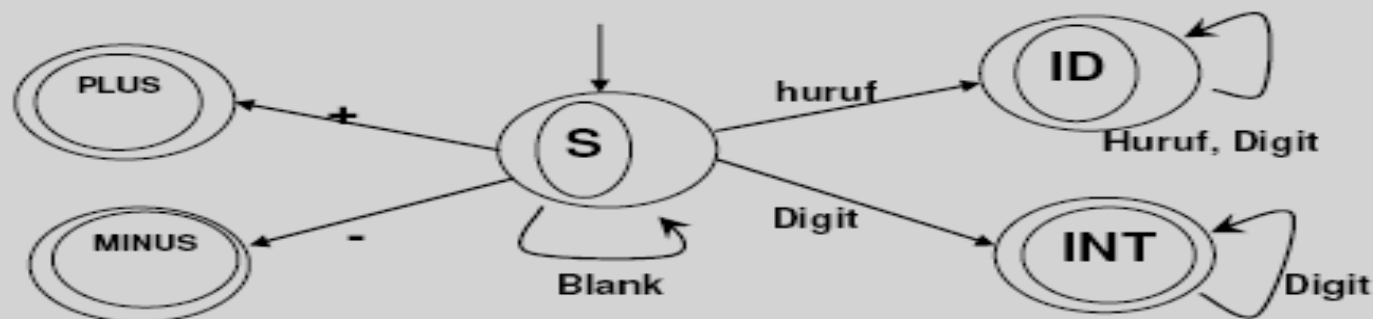 PLUS
+
S
huruf
ID
Huruf, Digit
MINUS
-
Blank
Digit
INT
Digit